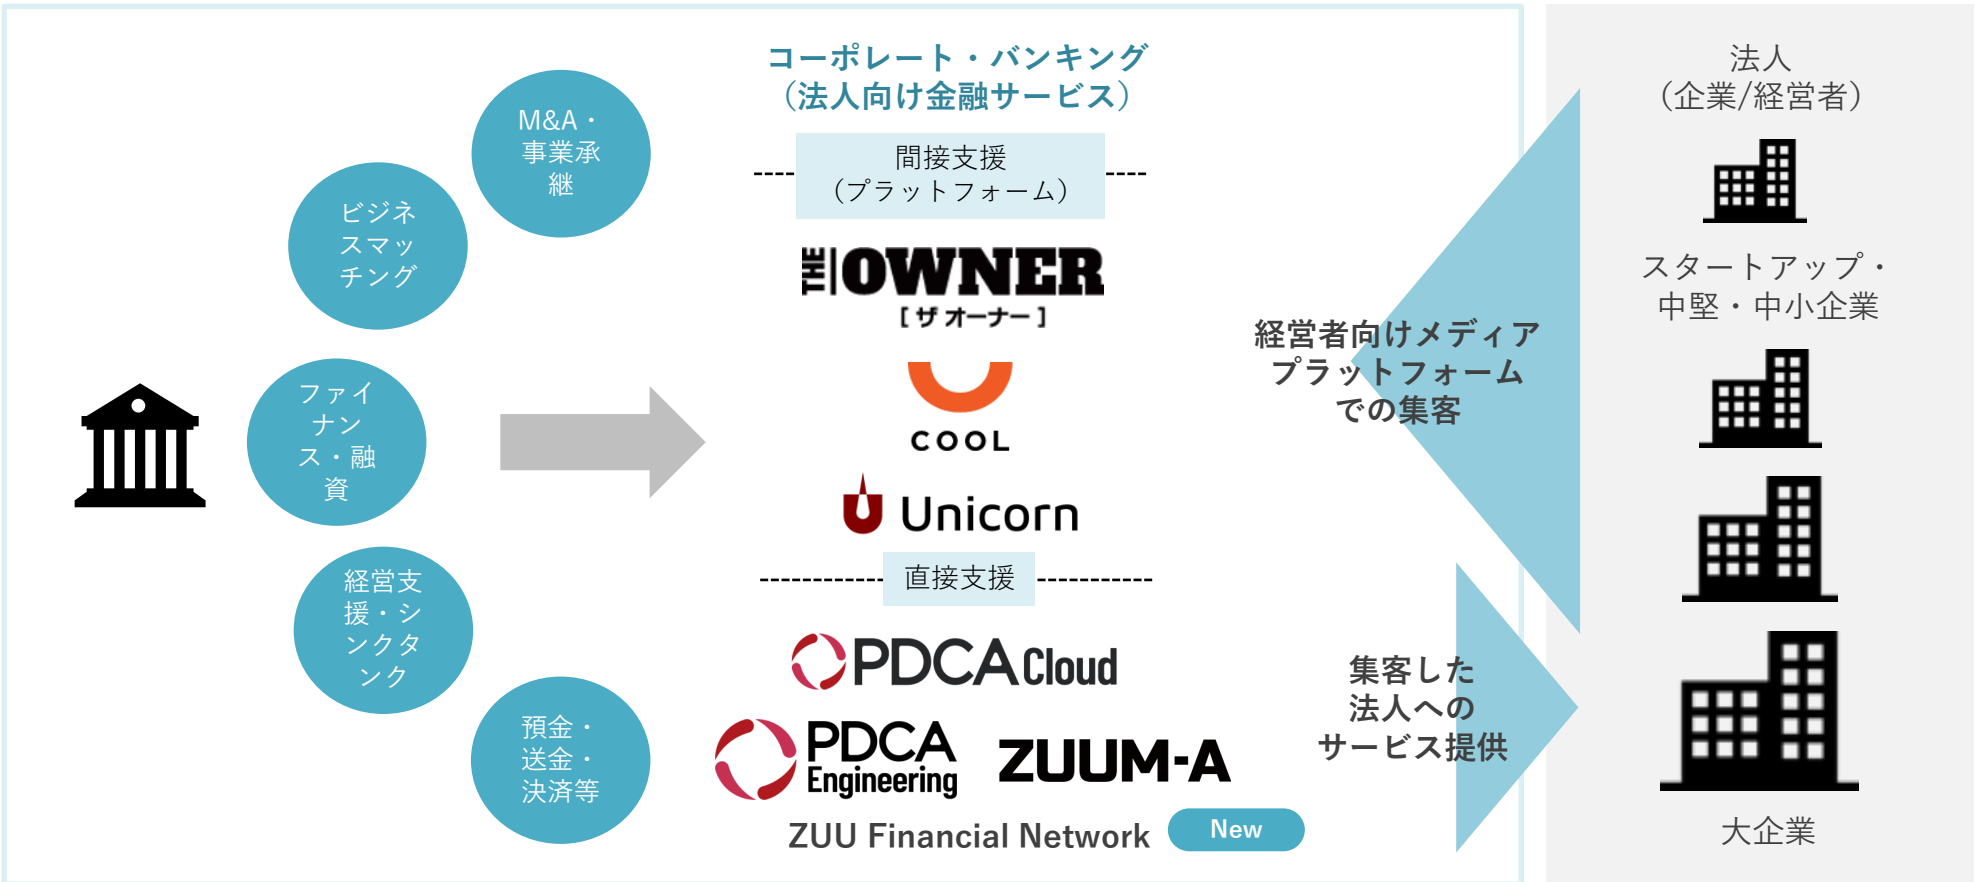 M&A・
事業承
継
ビジネ
スマッ
チング
ファイ
ナン
ス・融
資
経営支
援・シ
ンクタ
ンク
預金・
送金・
決済等
コーポレート・バンキング
（法人向け金融サービス）
間接支援
（プラットフォーム）
THE OWNER
[ ザ オーナー ]
COOL
Unicorn
直接支援
PDCA Cloud
PDCA
Engineering
ZUUM-A
ZUU Financial Network
New
経営者向けメディア
プラットフォーム
での集客
集客した
法人への
サービス提供
法人
（企業/経営者）
スタートアップ・
中堅・中小企業
大企業